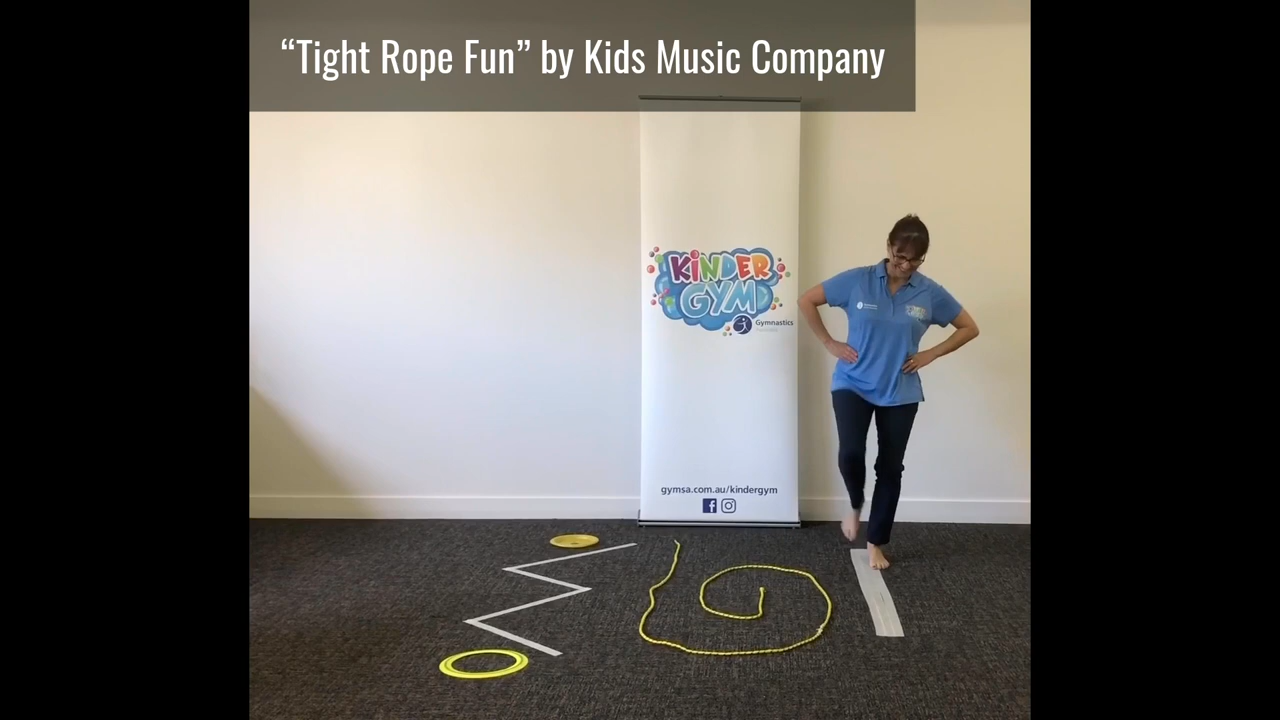 “Tight Rope Fun” by Kids Music Company
KiNDER
GYM
Gymnastics
gymsa.com.au/kindergym